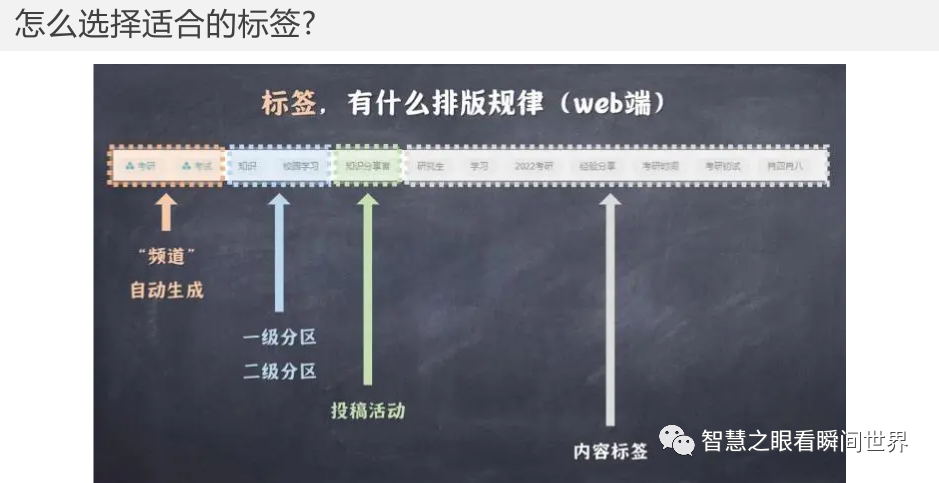 怎么选择适合的标签?
标签，有什么排版规律（web端）
考研 考试 知识 校园学习 知识分享官 研究生 学习 2022考研 经验分享 考研时间 考研初试 肖四肖八
“频道”
自动生成
一级分区
二级分区
投稿活动
内容标签
智慧之眼看瞬间世界